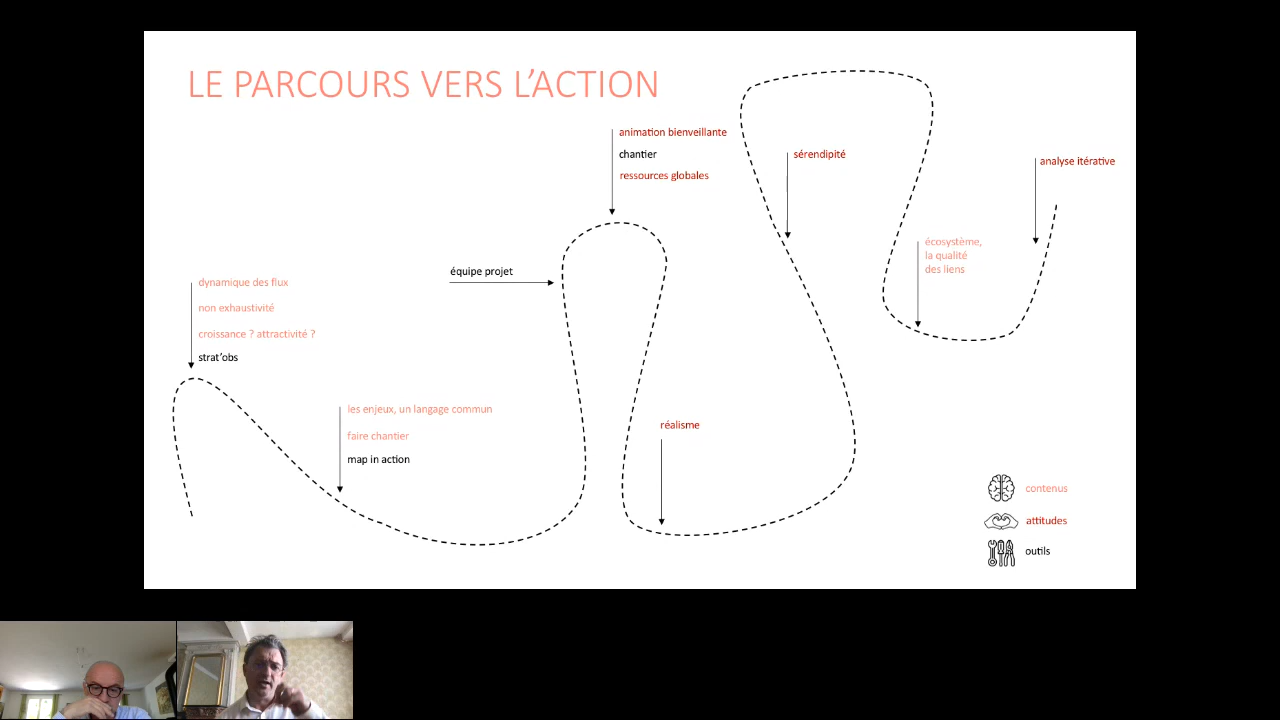 LE PARCOURS VERS L’ACTION
animation bienveillante
chantier
ressources globales
sérendipité
analyse itérative
écosystème,
la qualité
des liens
équipe projet
dynamique des flux
non exhaustivité
croissance ? attractivité ?
strat’obs
les enjeux, un langage commun
faire chantier
map in action
réalisme
contenus
attitudes
outils